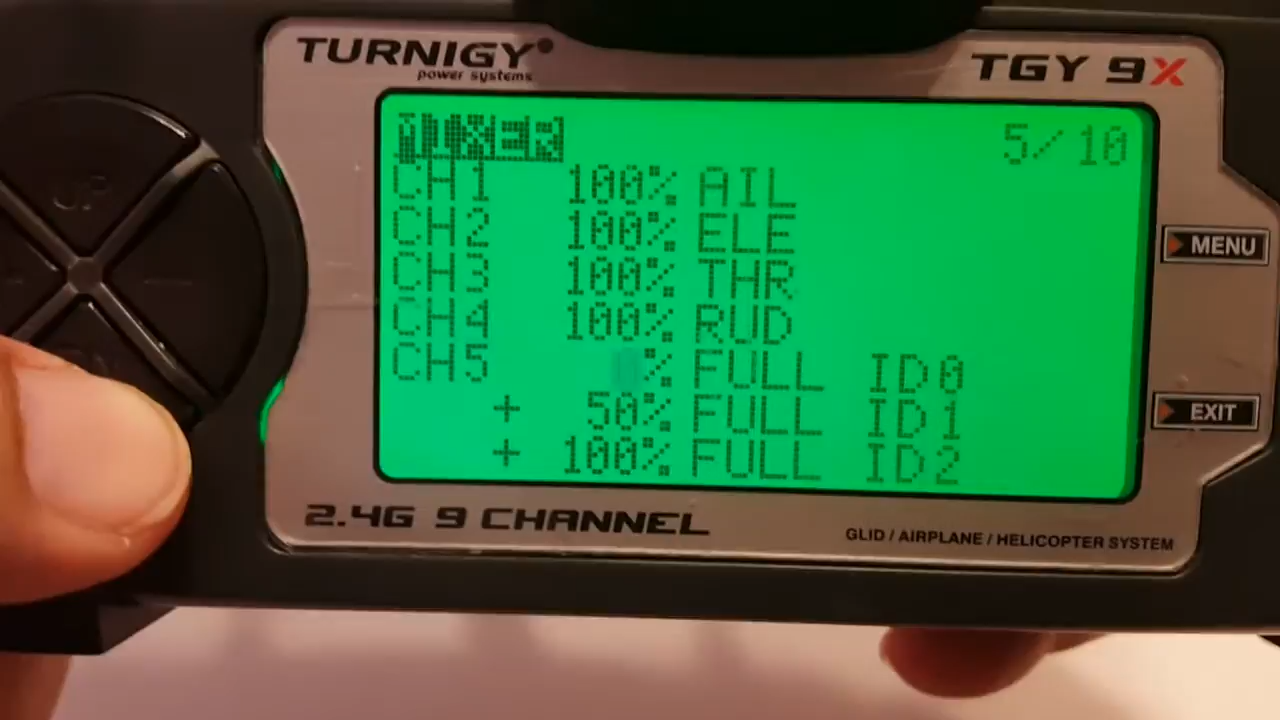 TURNIGY®
power systems
TGY 9X
MIXER 5/10
CH1 100% AIL
CH2 100% ELE
CH3 100% THR
CH4 100% RUD
CH5 0% FULL ID0
+ 50% FULL ID1
+ 100% FULL ID2
UP
MENU
EXIT
2.4G 9 CHANNEL
GLID / AIRPLANE / HELICOPTER SYSTEM